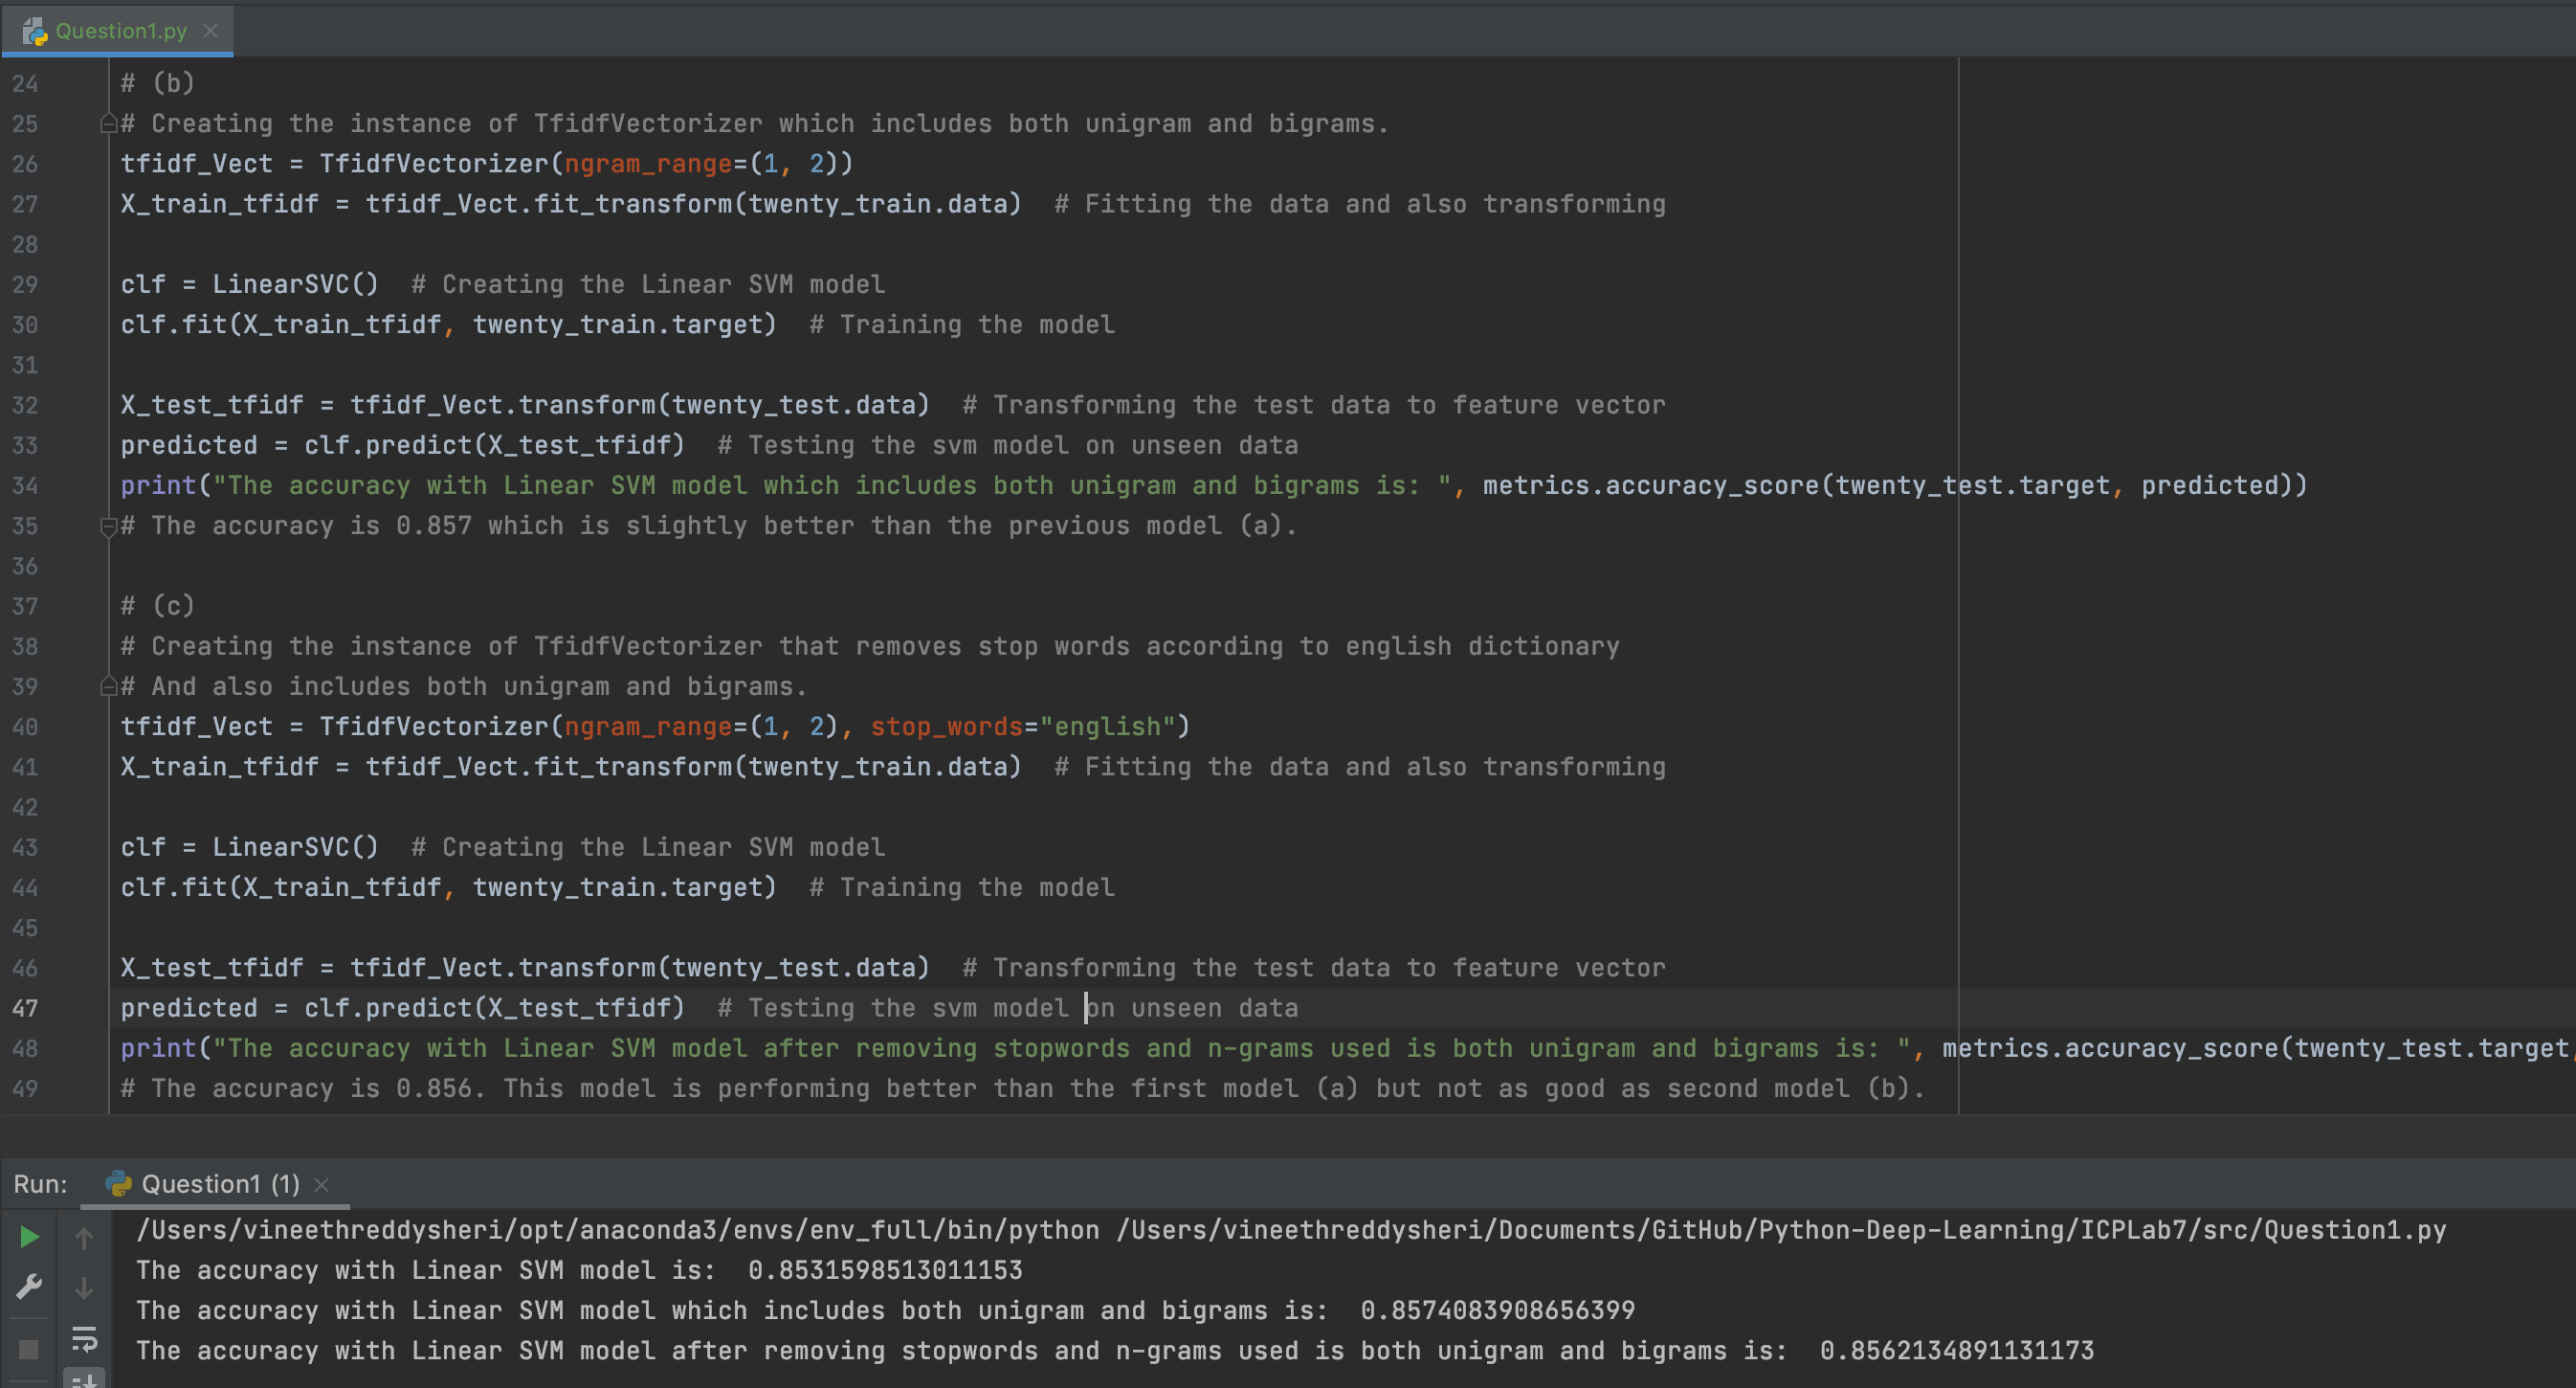 Question1.py
24 # (b)
25 # Creating the instance of TfidfVectorizer which includes both unigram and bigrams.
26 tfidf_Vect = TfidfVectorizer(ngram_range=(1, 2))
27 X_train_tfidf = tfidf_Vect.fit_transform(twenty_train.data)  # Fitting the data and also transforming
28
29 clf = LinearSVC()  # Creating the Linear SVM model
30 clf.fit(X_train_tfidf, twenty_train.target)  # Training the model
31
32 X_test_tfidf = tfidf_Vect.transform(twenty_test.data)  # Transforming the test data to feature vector
33 predicted = clf.predict(X_test_tfidf)  # Testing the svm model on unseen data
34 print("The accuracy with Linear SVM model which includes both unigram and bigrams is: ", metrics.accuracy_score(twenty_test.target, predicted))
35 # The accuracy is 0.857 which is slightly better than the previous model (a).
36
37 # (c)
38 # Creating the instance of TfidfVectorizer that removes stop words according to english dictionary
39 # And also includes both unigram and bigrams.
40 tfidf_Vect = TfidfVectorizer(ngram_range=(1, 2), stop_words="english")
41 X_train_tfidf = tfidf_Vect.fit_transform(twenty_train.data)  # Fitting the data and also transforming
42
43 clf = LinearSVC()  # Creating the Linear SVM model
44 clf.fit(X_train_tfidf, twenty_train.target)  # Training the model
45
46 X_test_tfidf = tfidf_Vect.transform(twenty_test.data)  # Transforming the test data to feature vector
47 predicted = clf.predict(X_test_tfidf)  # Testing the svm model on unseen data
48 print("The accuracy with Linear SVM model after removing stopwords and n-grams used is both unigram and bigrams is: ", metrics.accuracy_score(twenty_test.target,
49 # The accuracy is 0.856. This model is performing better than the first model (a) but not as good as second model (b).
Run: Question1 (1)
/Users/vineethreddysheri/opt/anaconda3/envs/env_full/bin/python /Users/vineethreddysheri/Documents/GitHub/Python-Deep-Learning/ICPLab7/src/Question1.py
The accuracy with Linear SVM model is:  0.8531598513011153
The accuracy with Linear SVM model which includes both unigram and bigrams is:  0.8574083908656399
The accuracy with Linear SVM model after removing stopwords and n-grams used is both unigram and bigrams is:  0.8562134891131173